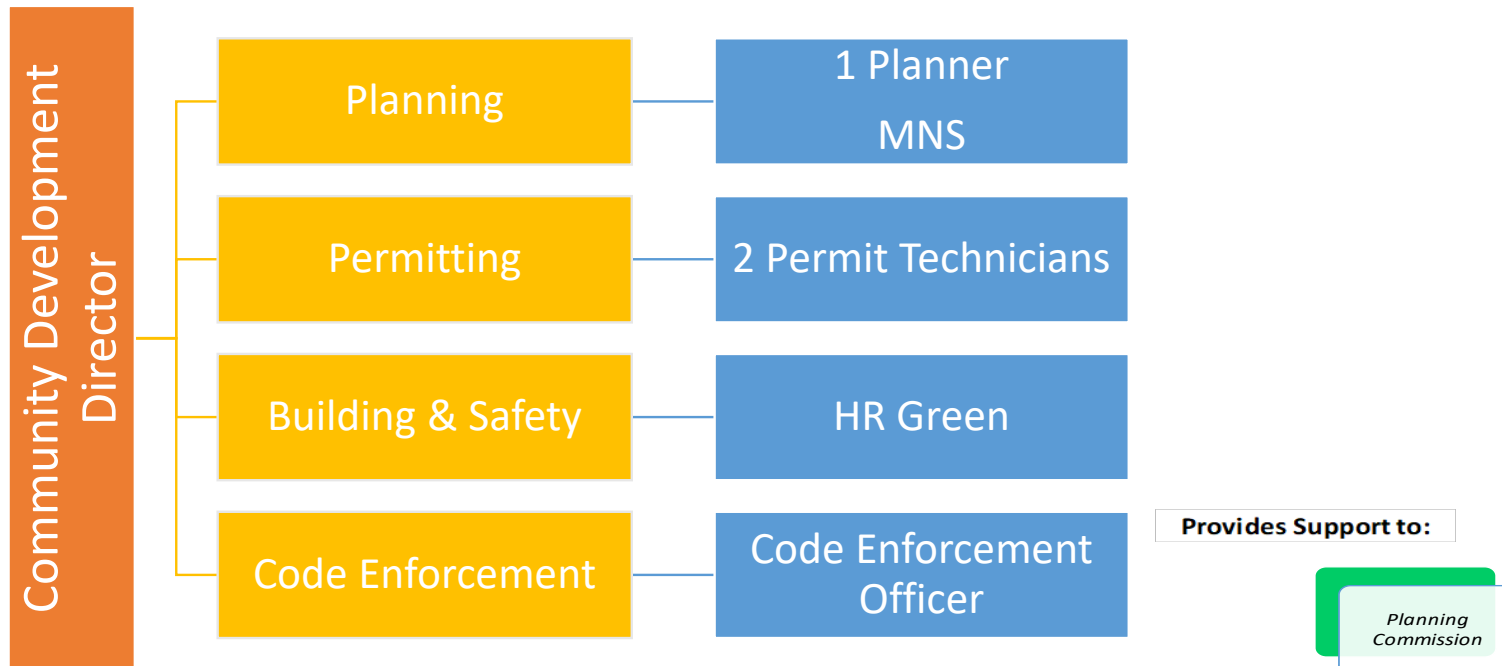 Community Development
Director
Planning
1 Planner
MNS
Permitting
2 Permit Technicians
Building & Safety
HR Green
Code Enforcement
Code Enforcement
Officer
Provides Support to:
Planning
Commission